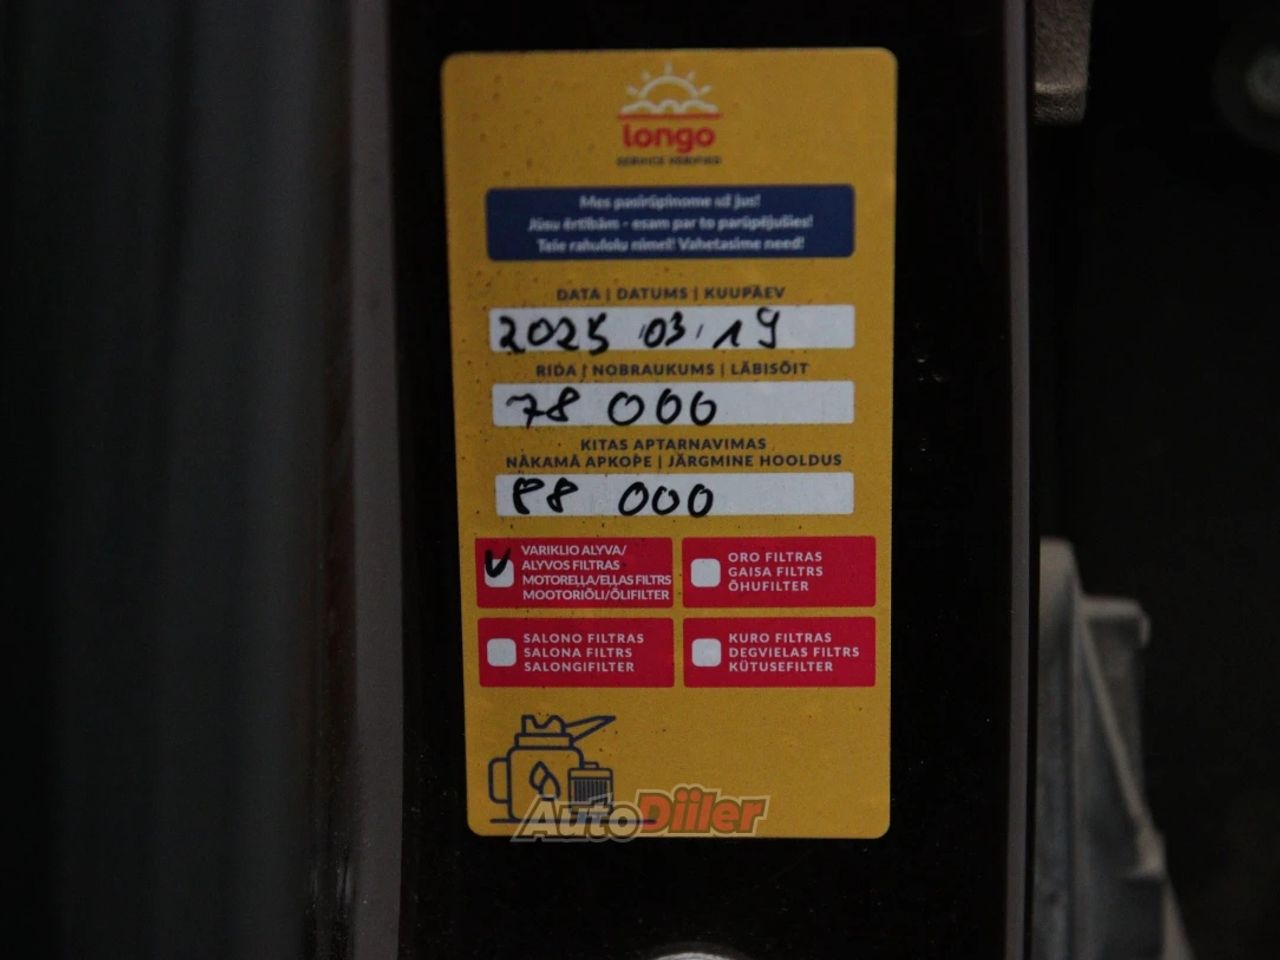 longo
SERVICE VERIFIED
Mes pasirūpinome už jus!
Jūsu ērtībām - esam par to parūpējušies!
Teie rahulolu nimel! Vahetasime need!
DATA | DATUMS | KUUPÄEV
2025 03 19
RIDA | NOBRAUKUMS | LÄBISÕIT
78 000
KITAS APTARNAVIMAS
NĀKAMĀ APKOPE | JÄRGMINE HOOLDUS
88 000
VARIKLIO ALYVA/
ALYVOS FILTRAS
MOTOREĻĻA/EĻĻAS FILTRS
MOOTORIÕLI/ÕLIFILTER
ORO FILTRAS
GAISA FILTRS
ÕHUFILTER
SALONO FILTRAS
SALONA FILTRS
SALONGIFILTER
KURO FILTRAS
DEGVIELAS FILTRS
KÜTUSEFILTER
AutoDiiler